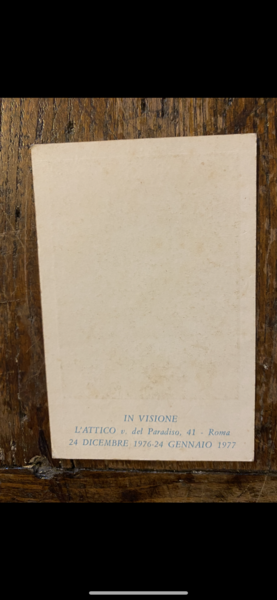 IN VISIONE
L'ATTICO v. del Paradiso, 41 - Roma
24 DICEMBRE 1976-24 GENNAIO 1977